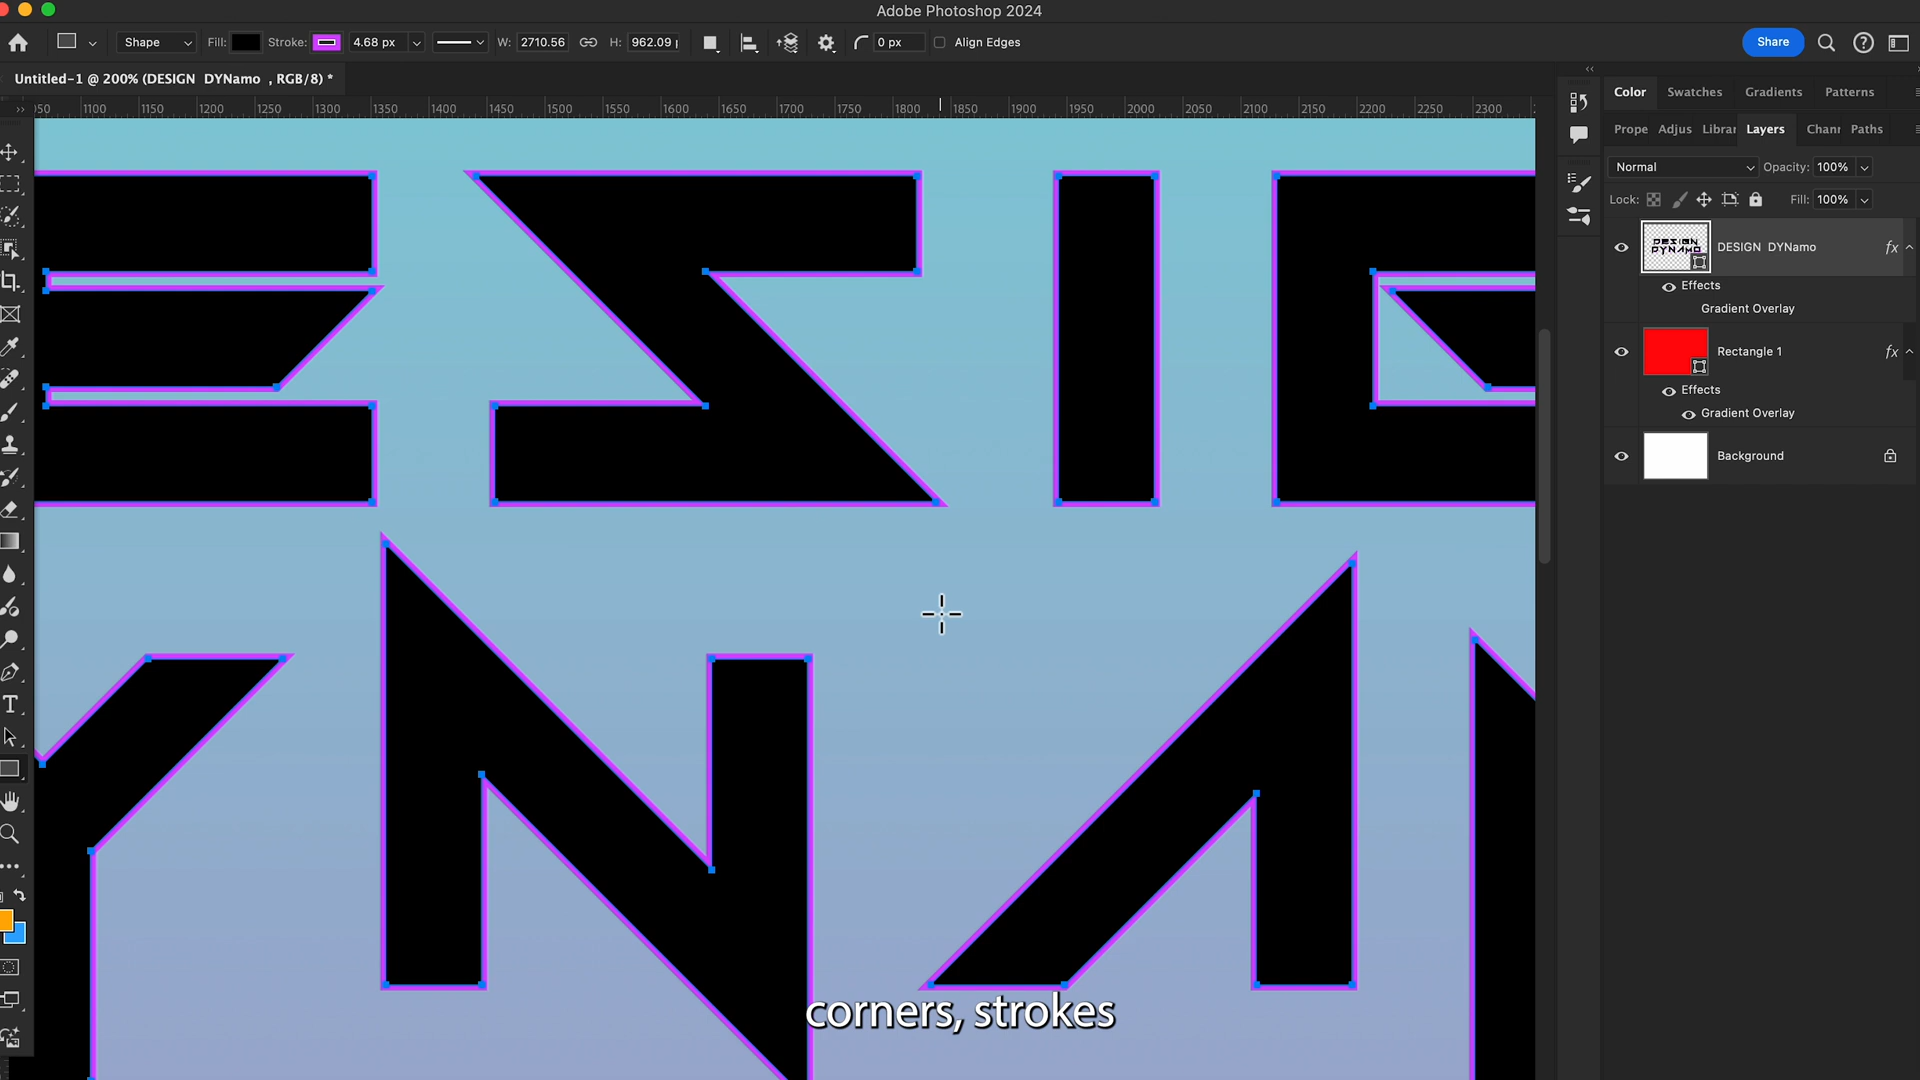 Adobe Photoshop 2024
Shape Fill: Stroke: 4.68 px W: 2710.56 H: 962.09 0 px Align Edges Share
Untitled-1 @ 200% (DESIGN DYNamo , RGB/8) *
1100 1150 1200 1250 1300 1350 1400 1450 1500 1550 1600 1650 1700 1750 1800 1850 1900 1950 2000 2050 2100 2150 2200 2250 2300
Color Swatches Gradients Patterns
Prope Adjus Librar Layers Chann Paths
Normal Opacity: 100%
Lock: Fill: 100%
DESIGN DYNamo fx
Effects
Gradient Overlay
Rectangle 1 fx
Effects
Gradient Overlay
Background
corners, strokes